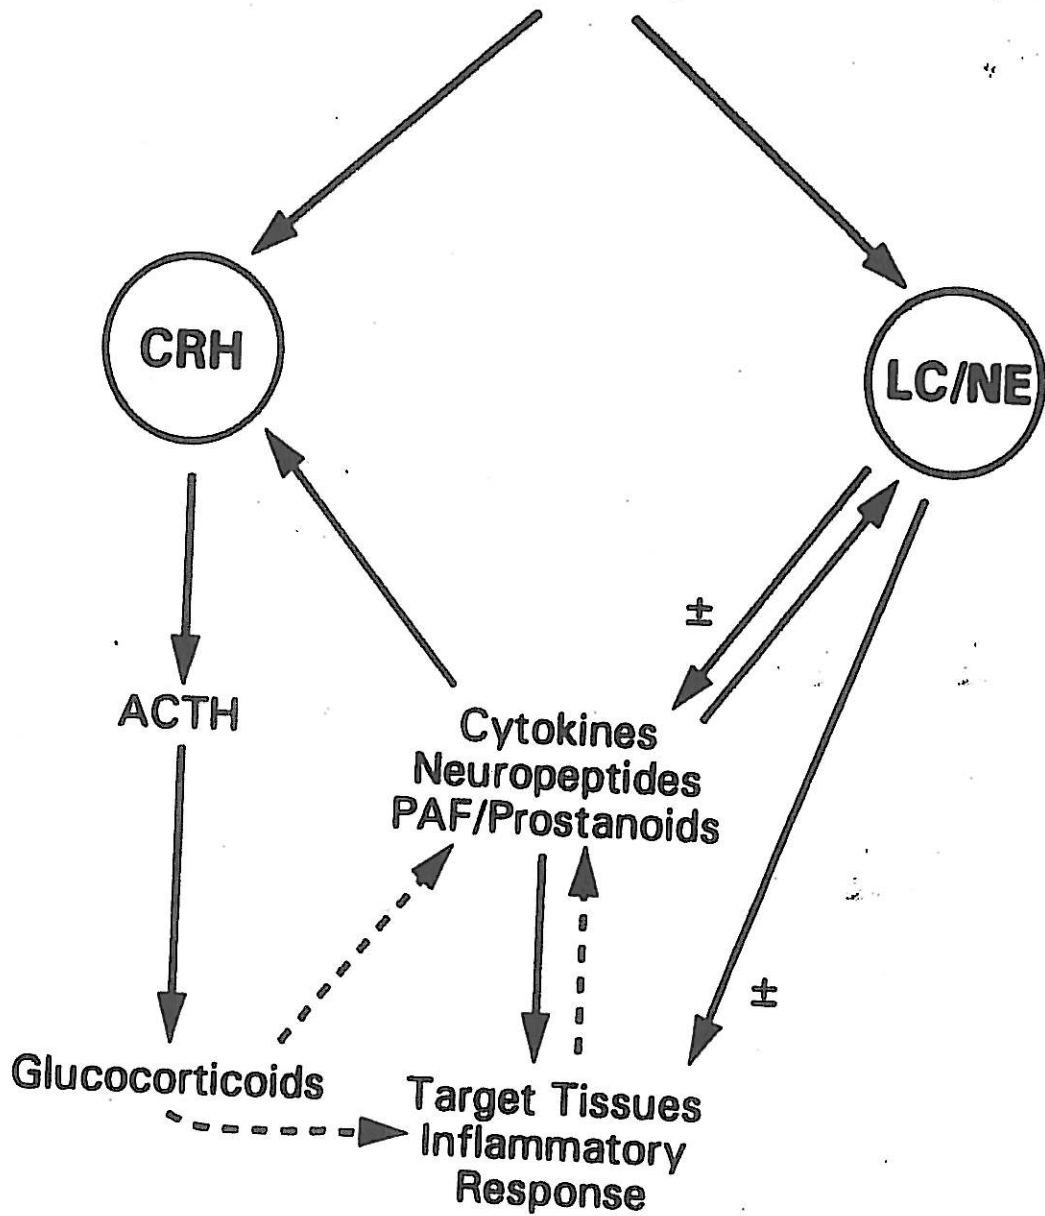 CRH
LC/NE
±
ACTH
Cytokines
Neuropeptides
PAF/Prostanoids
±
Glucocorticoids
Target Tissues
Inflammatory
Response